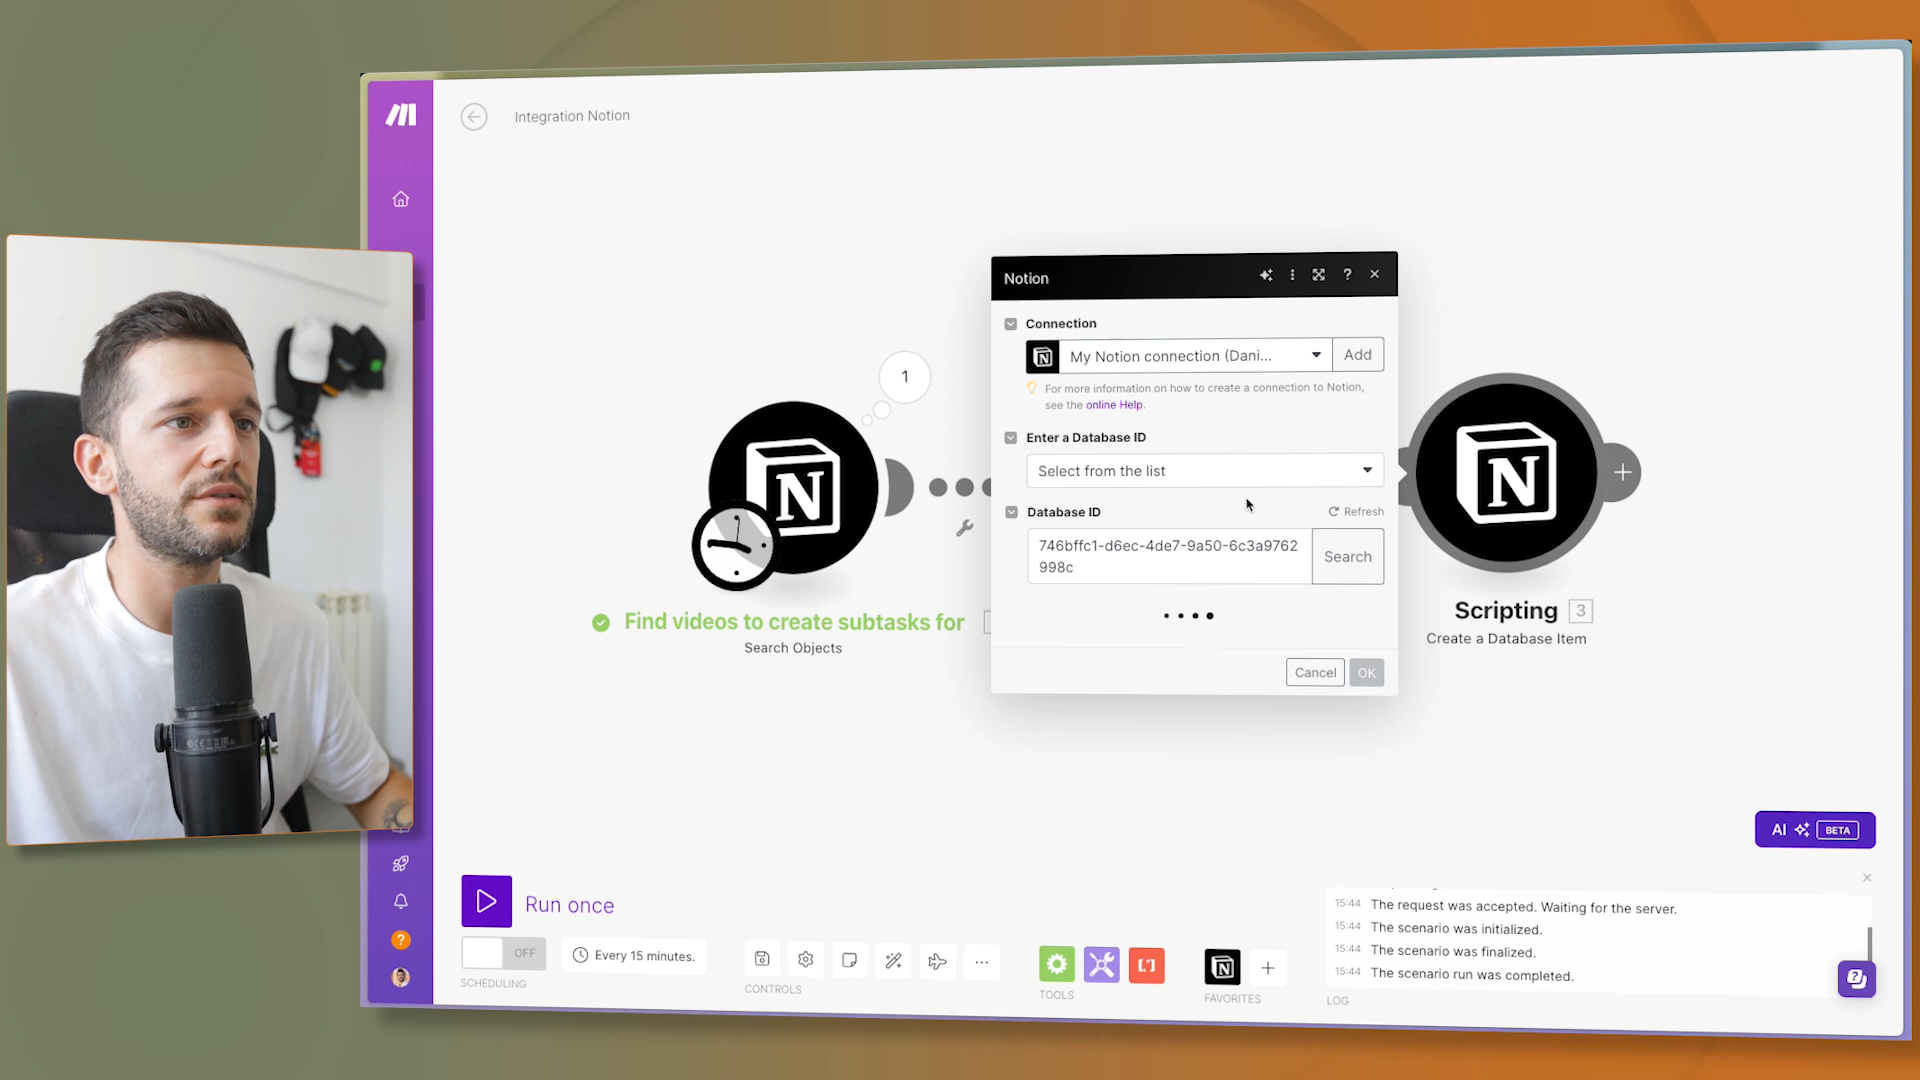 Integration Notion
1
Notion
Connection
My Notion connection (Dani...
Add
For more information on how to create a connection to Notion,
see the online Help.
Enter a Database ID
Select from the list
Database ID
Refresh
746bffc1-d6ec-4de7-9a50-6c3a9762
998c
Search
Cancel
OK
Find videos to create subtasks for
Search Objects
Scripting 3
Create a Database Item
AI BETA
Run once
OFF
Every 15 minutes.
SCHEDULING
CONTROLS
TOOLS
FAVORITES
15:44 The request was accepted. Waiting for the server.
15:44 The scenario was initialized.
15:44 The scenario was finalized.
15:44 The scenario run was completed.
LOG